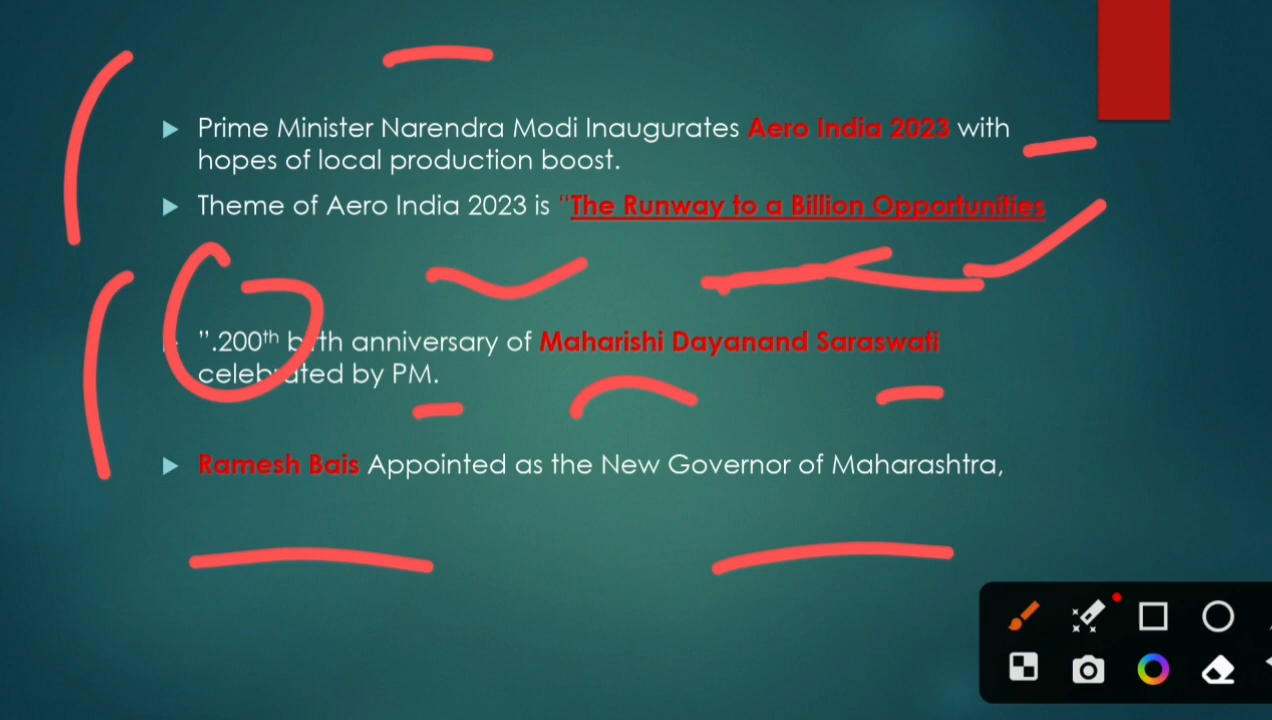 Prime Minister Narendra Modi Inaugurates Aero India 2023 with
hopes of local production boost.
Theme of Aero India 2023 is “The Runway to a Billion Opportunities
”.200th birth anniversary of Maharishi Dayanand Saraswati
celebrated by PM.
Ramesh Bais Appointed as the New Governor of Maharashtra,